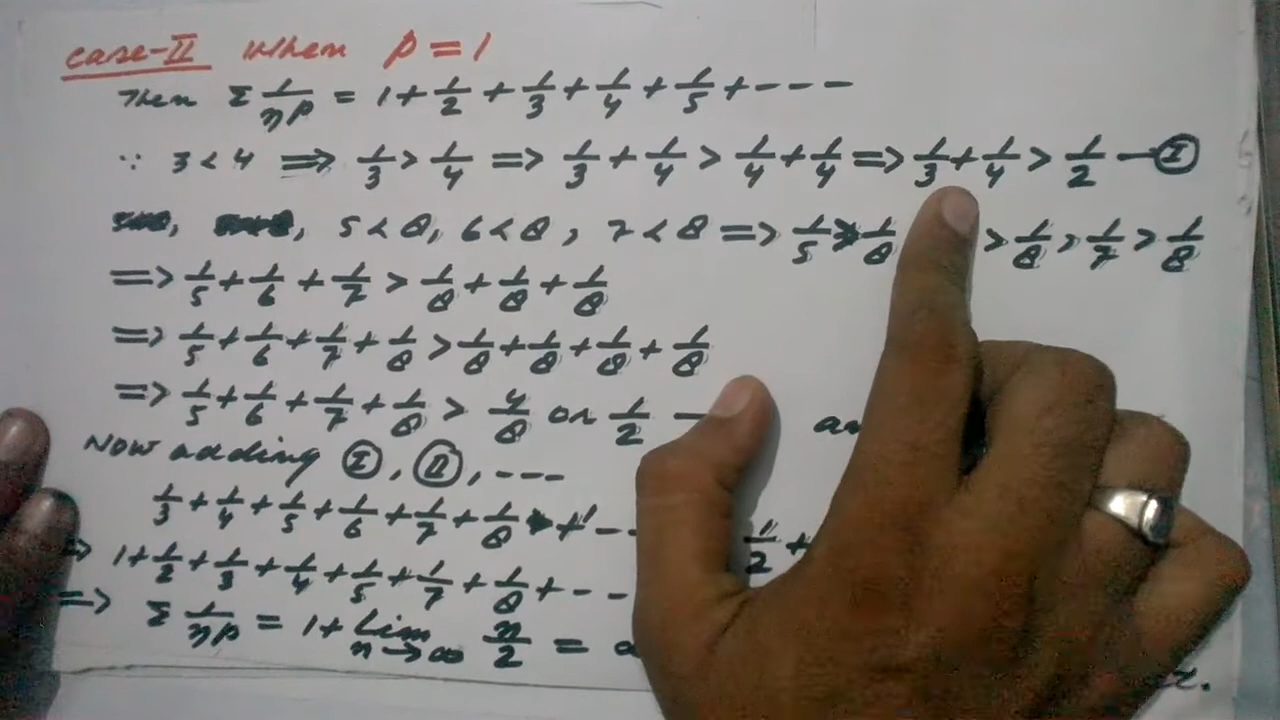 case-II when p = 1
Then Σ 1/np = 1 + 1/2 + 1/3 + 1/4 + 1/5 + ---
∵ 3 < 4 => 1/3 > 1/4 => 1/3 + 1/4 > 1/4 + 1/4 => 1/3 + 1/4 > 1/2 — Ⓘ
, , 5 < 8, 6 < 8, 7 < 8 => 1/5 > 1/8 > 1/8, 1/7 > 1/8
=> 1/5 + 1/6 + 1/7 > 1/8 + 1/8 + 1/8
=> 1/5 + 1/6 + 1/7 + 1/8 > 1/8 + 1/8 + 1/8 + 1/8
=> 1/5 + 1/6 + 1/7 + 1/8 > 4/8 or 1/2 —
Now adding Ⓘ, Ⓘ̲Ⓘ, ---
1/3 + 1/4 + 1/5 + 1/6 + 1/7 + 1/8 + -- 1/2 +
=> 1 + 1/2 + 1/3 + 1/4 + 1/5 + 1/7 + 1/8 + ---
=> Σ 1/np = 1 + lim n→∞ n/2 =